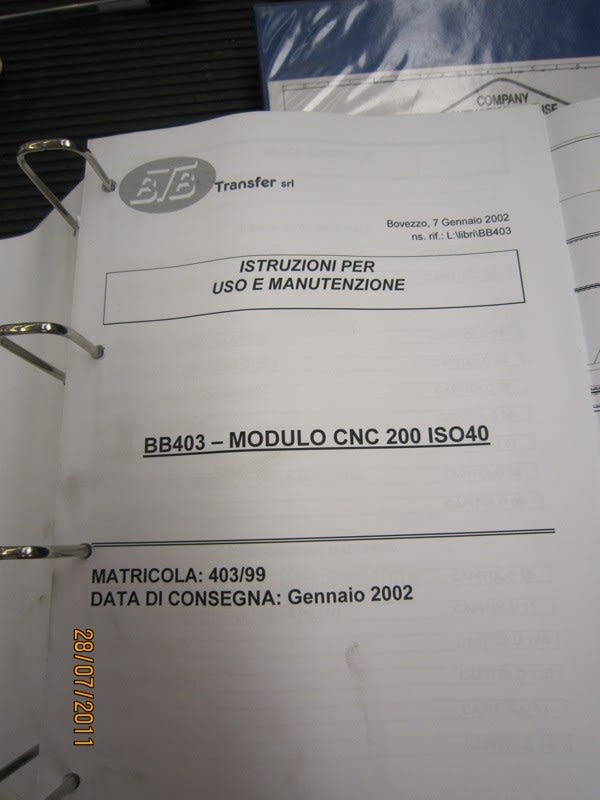 COMPANY
BTB Transfer srl
Bovezzo, 7 Gennaio 2002
ns. rif.: L:\libri\BB403
ISTRUZIONI PER
USO E MANUTENZIONE
BB403 – MODULO CNC 200 ISO40
MATRICOLA: 403/99
DATA DI CONSEGNA: Gennaio 2002
28/07/2011